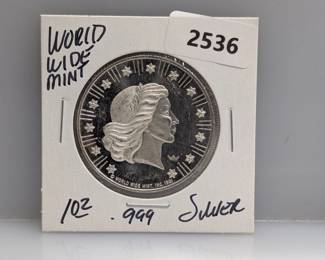 WORLD
WIDE
MINT
2536
© WORLD WIDE MINT, INC.
1oz .999 SILVER